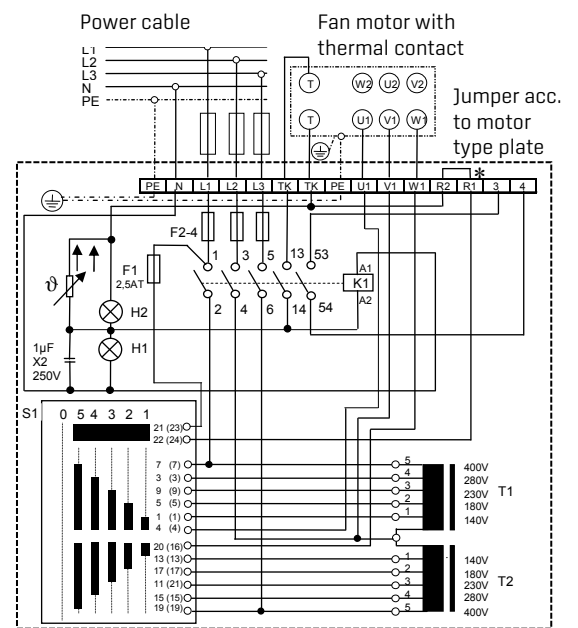 Power cable
Fan motor with
thermal contact
L1
L2
L3
N
PE
T W2 U2 V2
T U1 V1 W1
Jumper acc.
to motor
type plate
*
PE N L1 L2 L3 TK TK PE U1 V1 W1 R2 R1 3 4
F2-4
1 3 5 13 53
F1
2,5AT
A1
K1
A2
ϑ
H2
2 4 6 14 54
H1
1µF
X2
250V
S1 0 5 4 3 2 1
21 (23)
22 (24)
7 (7) 5 400V
3 (3) 4 280V
9 (9) 3 230V T1
5 (5) 2 180V
1 (1) 1 140V
4 (4)
20 (16)
13 (13) 1 140V
17 (17) 2 180V
11 (21) 3 230V T2
15 (15) 4 280V
19 (19) 5 400V